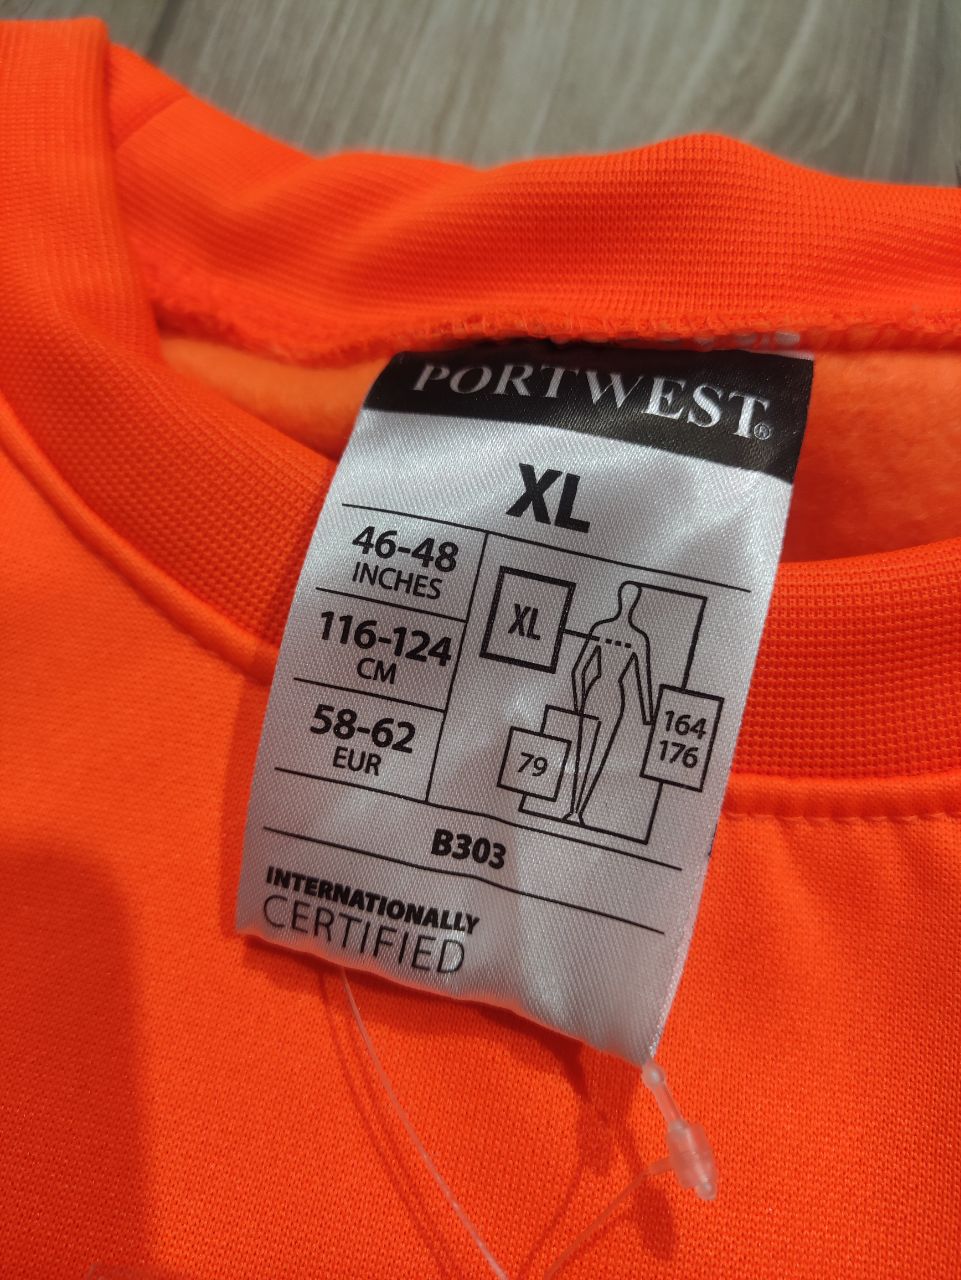 PORTWEST®
XL
46-48
INCHES
116-124
CM
58-62
EUR
XL
164
176
79
B303
INTERNATIONALLY
CERTIFIED